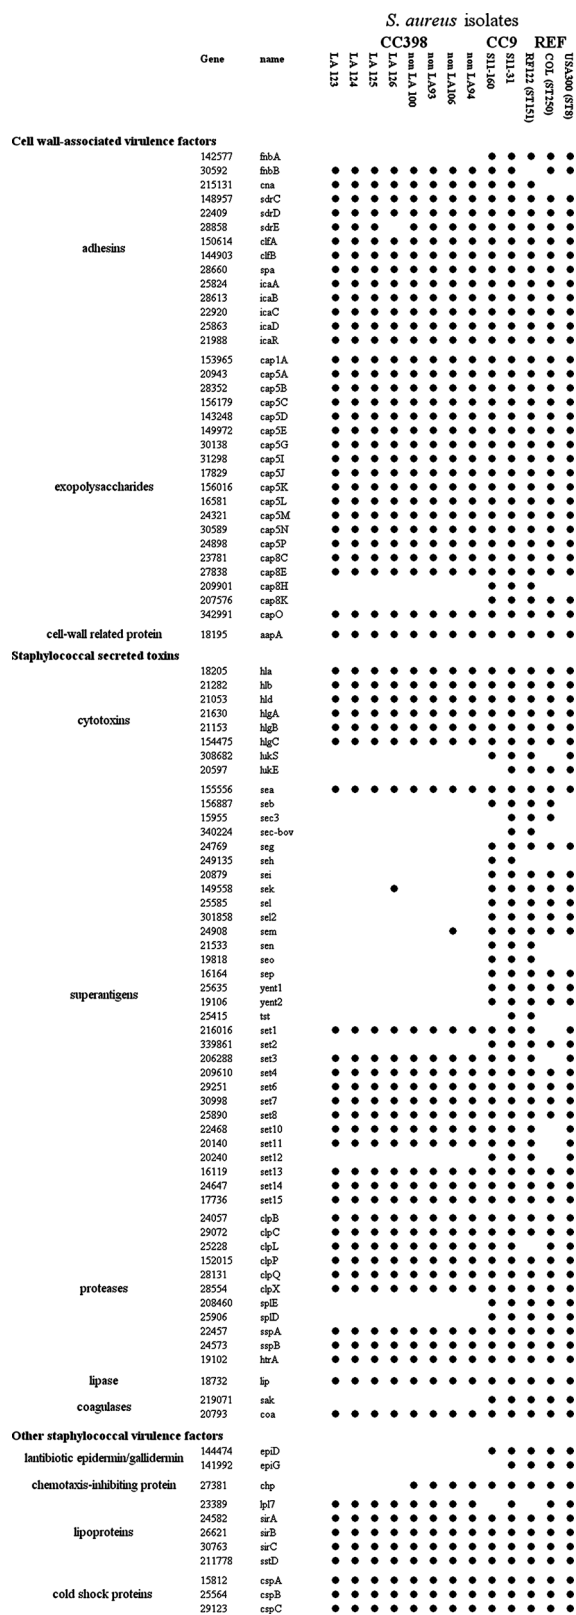 S. aureus isolates
CC398 CC9 REF
Gene name LA 123 LA 124 LA 125 LA 126 non LA 100 non LA93 non LA106 non LA94 S11-160 S11-31 RF122 (ST151) COL (ST250) USA300 (ST8)
Cell wall-associated virulence factors
142577 fnbA
30592 fnbB
215131 cna
148957 sdrC
22409 sdrD
28858 sdrE
adhesins
150614 clfA
144903 clfB
28660 spa
25824 icaA
28613 icaB
22920 icaC
25863 icaD
21988 icaR
153965 cap1A
20943 cap5A
28352 cap5B
156179 cap5C
143248 cap5D
149972 cap5E
30138 cap5G
31298 cap5I
17829 cap5J
exopolysaccharides 156016 cap5K
16581 cap5L
24321 cap5M
30589 cap5N
24898 cap5P
23781 cap8C
27838 cap8E
209901 cap8H
207576 cap8K
342991 capO
cell-wall related protein 18195 aapA
Staphylococcal secreted toxins
18205 hla
21282 hlb
21053 hld
21630 hlgA
cytotoxins
21153 hlgB
154475 hlgC
308682 lukS
20597 lukE
155556 sea
156887 seb
15955 sec3
340224 sec-bov
24769 seg
249135 seh
20879 sei
149558 sek
25585 sel
301858 sel2
24908 sem
21533 sen
19818 seo
16164 sep
25635 yent1
superantigens
19106 yent2
25415 tst
216016 set1
339861 set2
206288 set3
209610 set4
29251 set6
30998 set7
25890 set8
22468 set10
20140 set11
20240 set12
16119 set13
24647 set14
17736 set15
24057 clpB
29072 clpC
25228 clpL
152015 clpP
28131 clpQ
proteases 28554 clpX
208460 splE
25906 splD
22457 sspA
24573 sspB
19102 htrA
lipase 18732 lip
219071 sak
coagulases
20793 coa
Other staphylococcal virulence factors
144474 epiD
lantibiotic epidermin/gallidermin
141992 epiG
chemotaxis-inhibiting protein 27381 chp
23389 lpl7
24582 sirA
lipoproteins 26621 sirB
30763 sirC
211778 sstD
15812 cspA
cold shock proteins 25564 cspB
29123 cspC